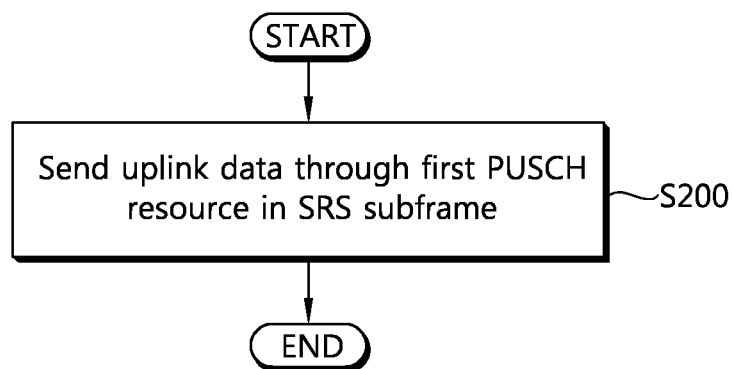 START
Send uplink data through first PUSCH
resource in SRS subframe
S200
END